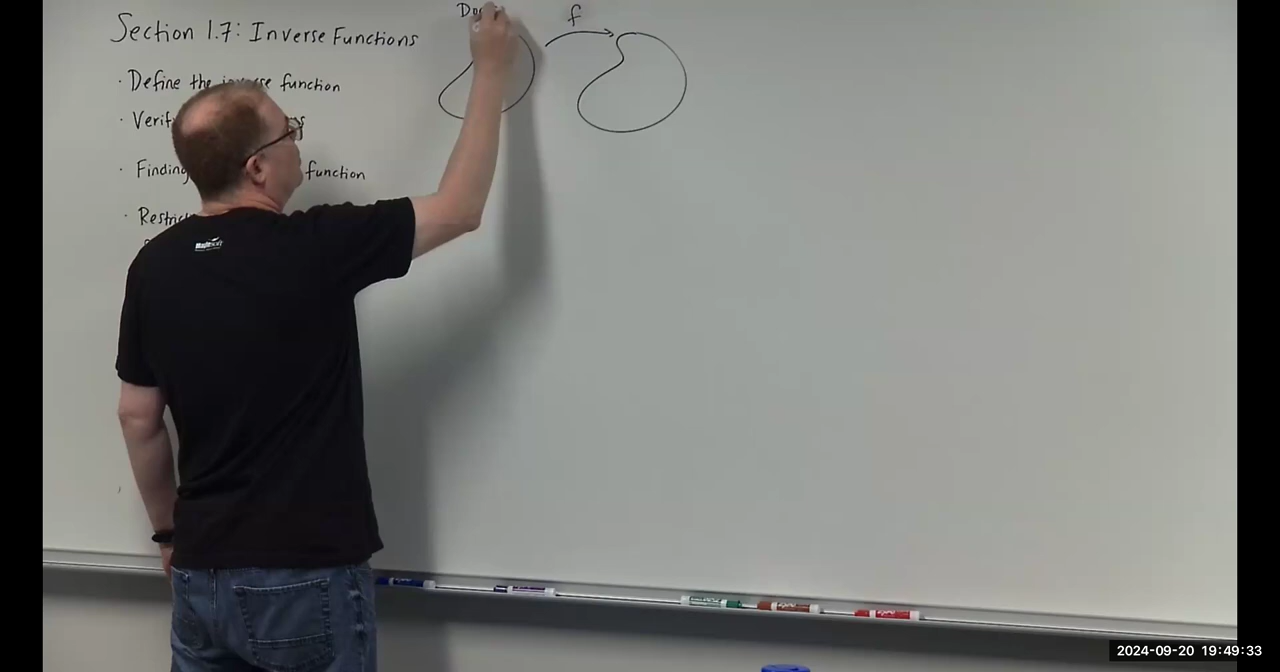 Section 1.7: Inverse Functions
· Define the inverse function
· Verif
· Finding function
· Restric
f
2024-09-20 19:49:33